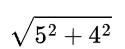 √(5² + 4²)